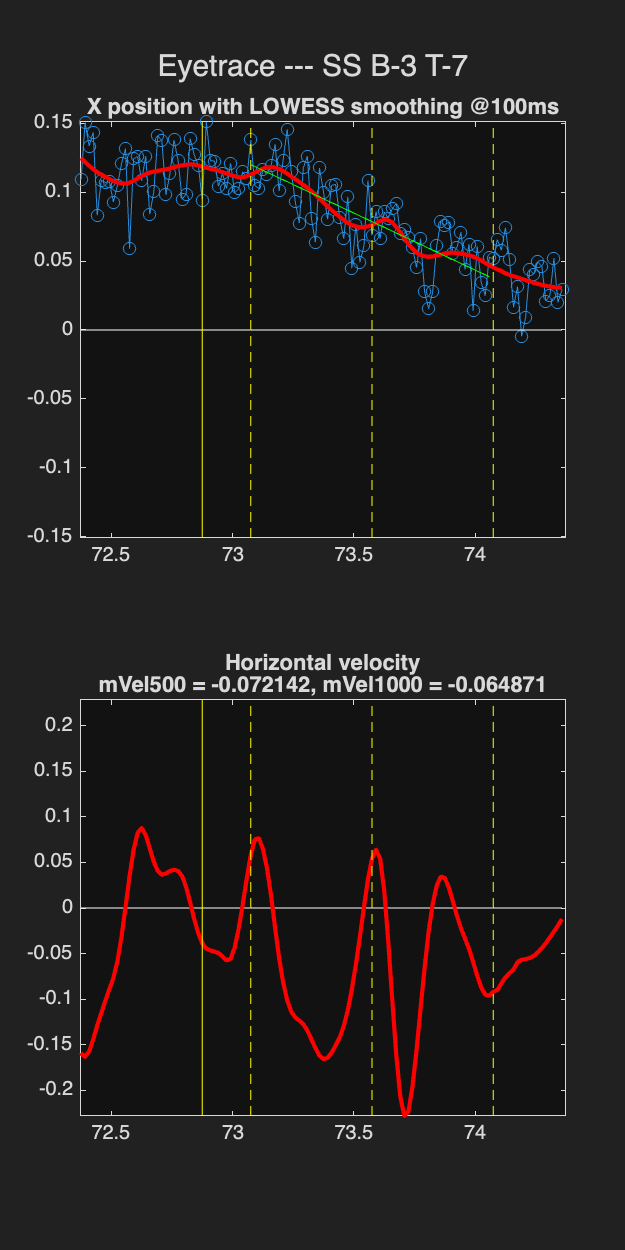 Eyetrace --- SS B-3 T-7
X position with LOWESS smoothing @100ms
0.15
0.1
0.05
0
-0.05
-0.1
-0.15
72.5 73 73.5 74
Horizontal velocity
mVel500 = -0.072142, mVel1000 = -0.064871
0.2
0.15
0.1
0.05
0
-0.05
-0.1
-0.15
-0.2
72.5 73 73.5 74